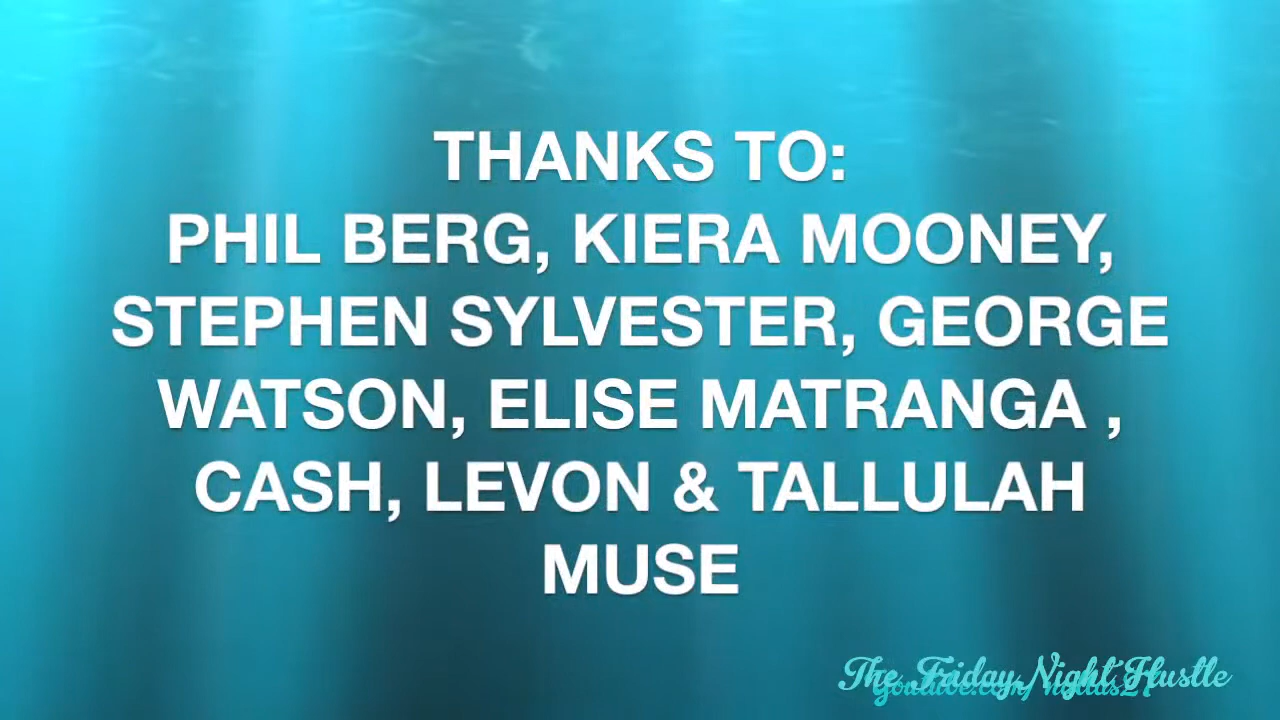 THANKS TO:
PHIL BERG, KIERA MOONEY,
STEPHEN SYLVESTER, GEORGE
WATSON, ELISE MATRANGA ,
CASH, LEVON & TALLULAH
MUSE
The Friday Night Hustle